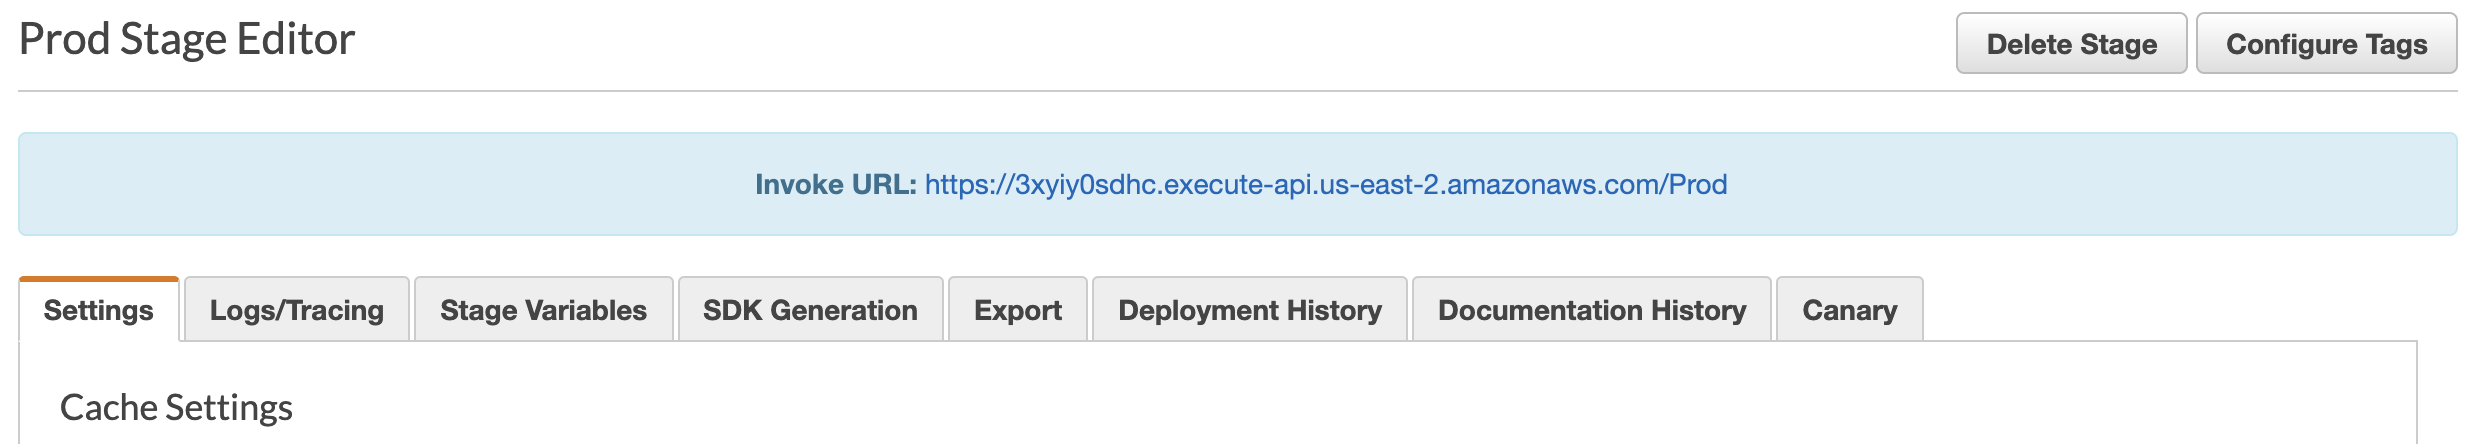 Prod Stage Editor
Delete Stage
Configure Tags
Invoke URL: https://3xyiy0sdhc.execute-api.us-east-2.amazonaws.com/Prod
Settings
Logs/Tracing
Stage Variables
SDK Generation
Export
Deployment History
Documentation History
Canary
Cache Settings